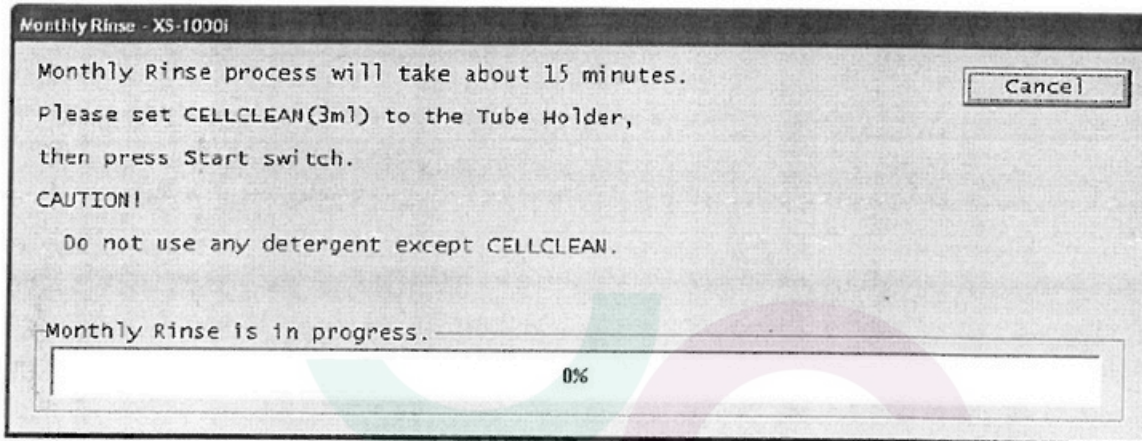 Monthly Rinse - XS-1000i
Monthly Rinse process will take about 15 minutes.
Cancel
Please set CELLCLEAN(3ml) to the Tube Holder,
then press Start switch.
CAUTION!
Do not use any detergent except CELLCLEAN.
Monthly Rinse is in progress.
0%